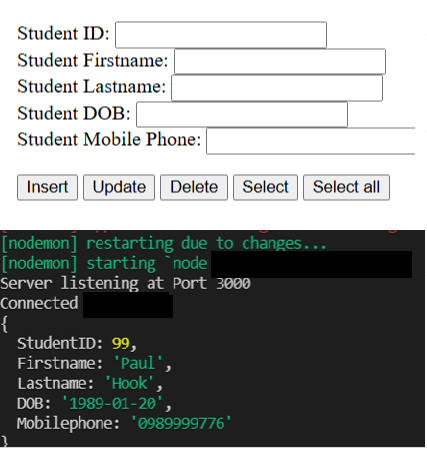 Student ID:
Student Firstname:
Student Lastname:
Student DOB:
Student Mobile Phone:
Insert Update Delete Select Select all
[nodemon] restarting due to changes...
[nodemon] starting `node
Server listening at Port 3000
Connected
{
StudentID: 99,
Firstname: 'Paul',
Lastname: 'Hook',
DOB: '1989-01-20',
Mobilephone: '0989999776'
}